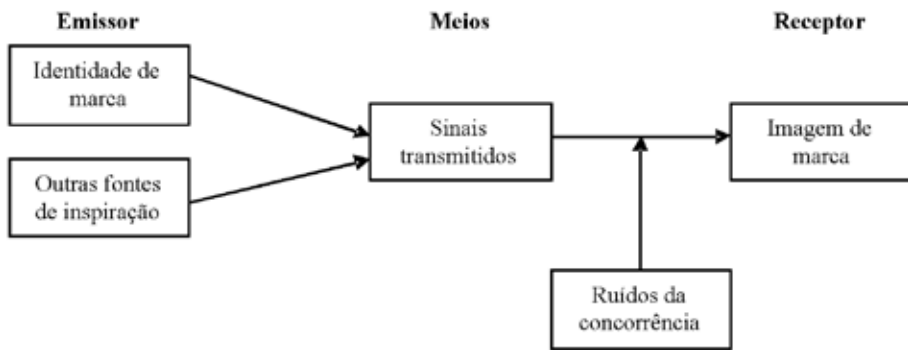 Emissor
Meios
Receptor
Identidade de
marca
Sinais
transmitidos
Imagem de
marca
Outras fontes
de inspiração
Ruídos da
concorrência